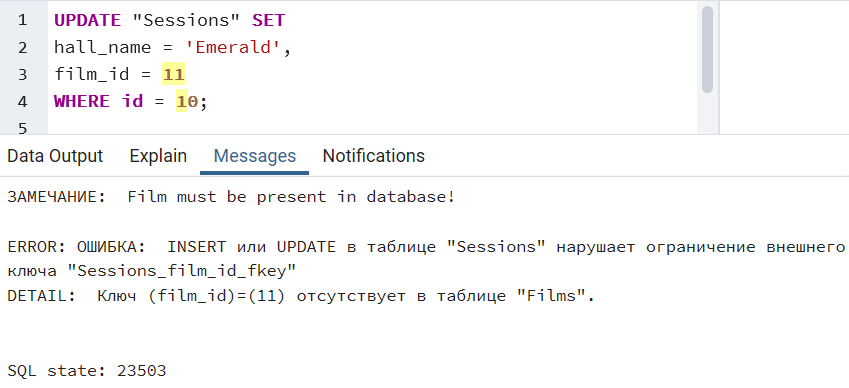 1 UPDATE "Sessions" SET
2 hall_name = 'Emerald',
3 film_id = 11
4 WHERE id = 10;
5
Data Output Explain Messages Notifications
ЗАМЕЧАНИЕ:  Film must be present in database!
ERROR: ОШИБКА:  INSERT или UPDATE в таблице "Sessions" нарушает ограничение внешнего
ключа "Sessions_film_id_fkey"
DETAIL:  Ключ (film_id)=(11) отсутствует в таблице "Films".
SQL state: 23503